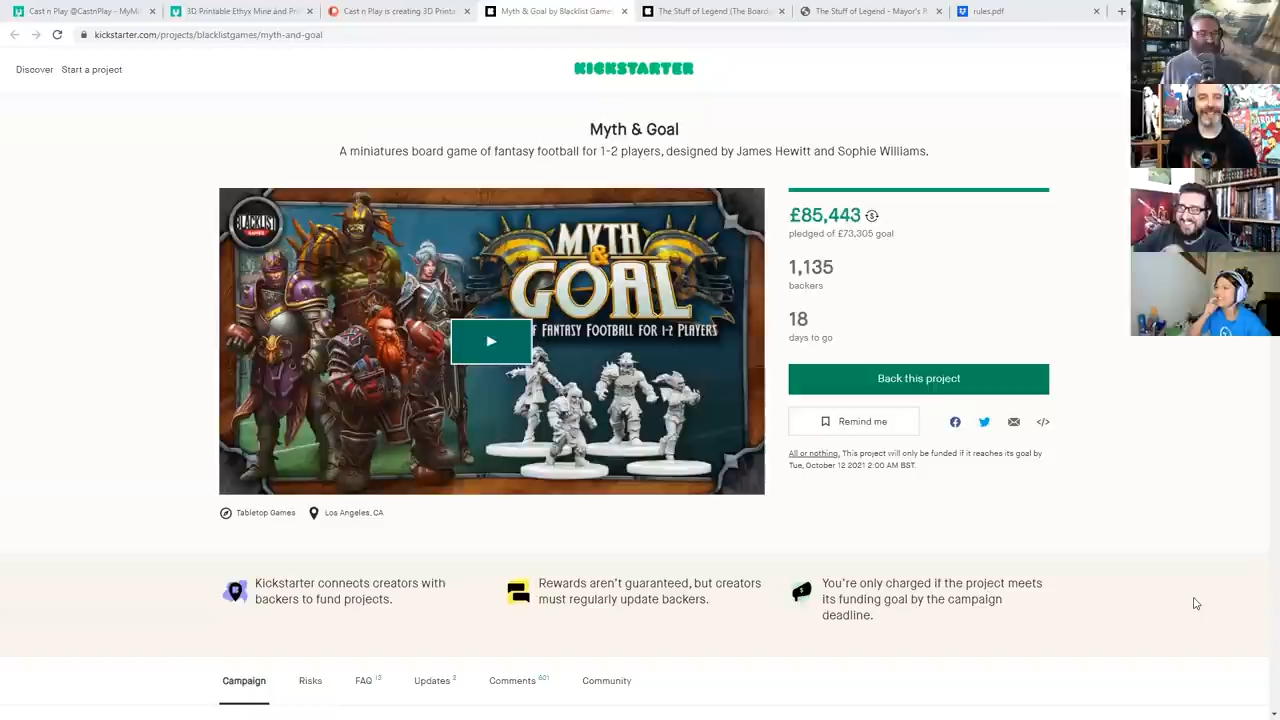 Cast n Play @CastnPlay - MyMi
3D Printable Ethyx Mine and Pri
Cast n Play is creating 3D Printa
Myth & Goal by Blacklist Games
The Stuff of Legend (The Board
The Stuff of Legend - Mayor's P
rules.pdf
kickstarter.com/projects/blacklistgames/myth-and-goal
Discover Start a project
KICKSTARTER
Myth & Goal
A miniatures board game of fantasy football for 1-2 players, designed by James Hewitt and Sophie Williams.
BLACKLIST
GAMES
MYTH
&
GOAL
OF FANTASY FOOTBALL FOR 1-2 PLAYERS
£85,443
pledged of £73,305 goal
1,135
backers
18
days to go
Back this project
Remind me
All or nothing. This project will only be funded if it reaches its goal by
Tue, October 12 2021 2:00 AM BST.
Tabletop Games Los Angeles, CA
Kickstarter connects creators with
backers to fund projects.
Rewards aren't guaranteed, but creators
must regularly update backers.
You're only charged if the project meets
its funding goal by the campaign
deadline.
Campaign Risks FAQ 13 Updates 2 Comments 601 Community